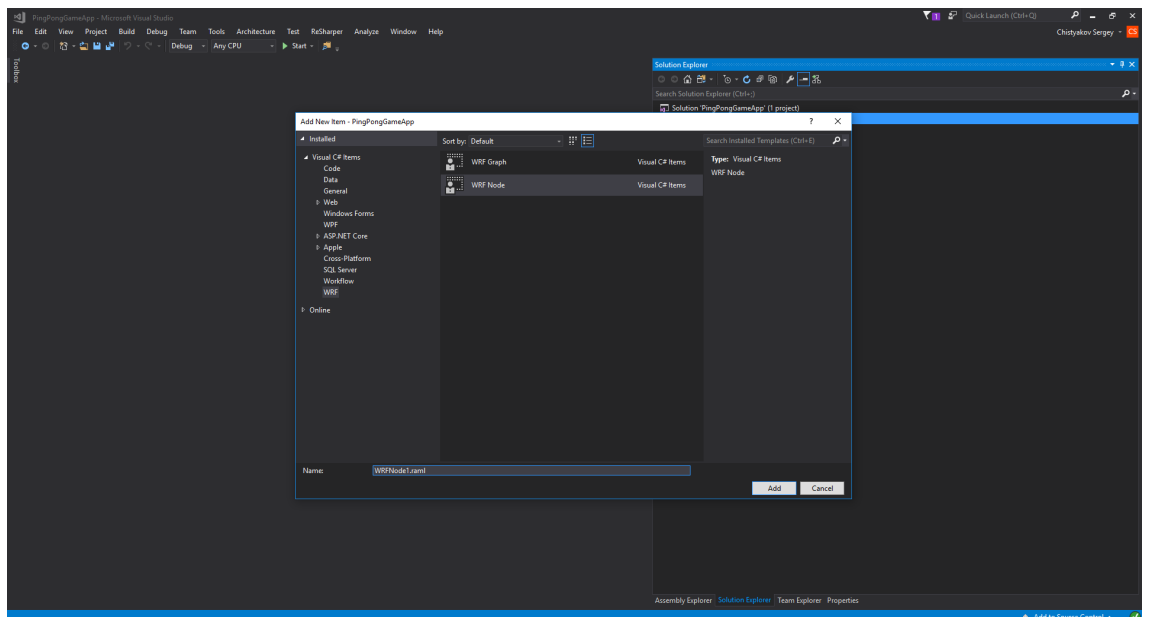 PingPongGameApp - Microsoft Visual Studio
1
Quick Launch (Ctrl+Q)
File Edit View Project Build Debug Team Tools Architecture Test ReSharper Analyze Window Help
Chistyakov Sergey
CS
Debug
Any CPU
Start
Toolbox
Solution Explorer
Search Solution Explorer (Ctrl+;)
Solution 'PingPongGameApp' (1 project)
Add New Item - PingPongGameApp
?
Installed
Sort by: Default
Search Installed Templates (Ctrl+E)
Visual C# Items
Code
Data
General
Web
Windows Forms
WPF
ASP.NET Core
Apple
Cross-Platform
SQL Server
Workflow
WRF
Online
WRF Graph Visual C# Items
WRF Node Visual C# Items
Type: Visual C# Items
WRF Node
Name: WRFNode1.raml
Add Cancel
Assembly Explorer Solution Explorer Team Explorer Properties
Add to Source Control